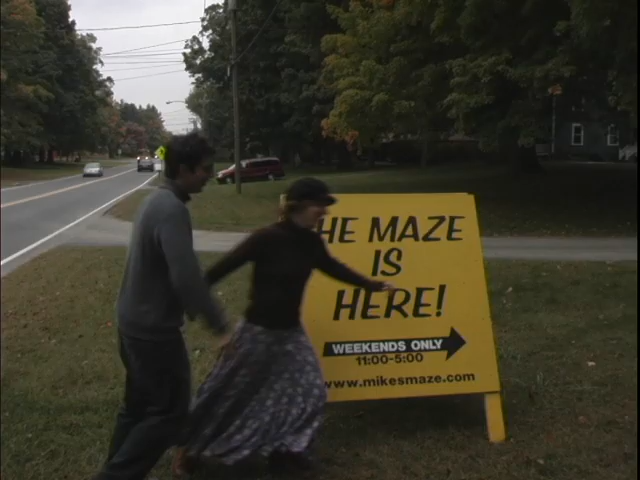 HE MAZE
IS
HERE!
WEEKENDS ONLY
11:00-5:00
www.mikesmaze.com